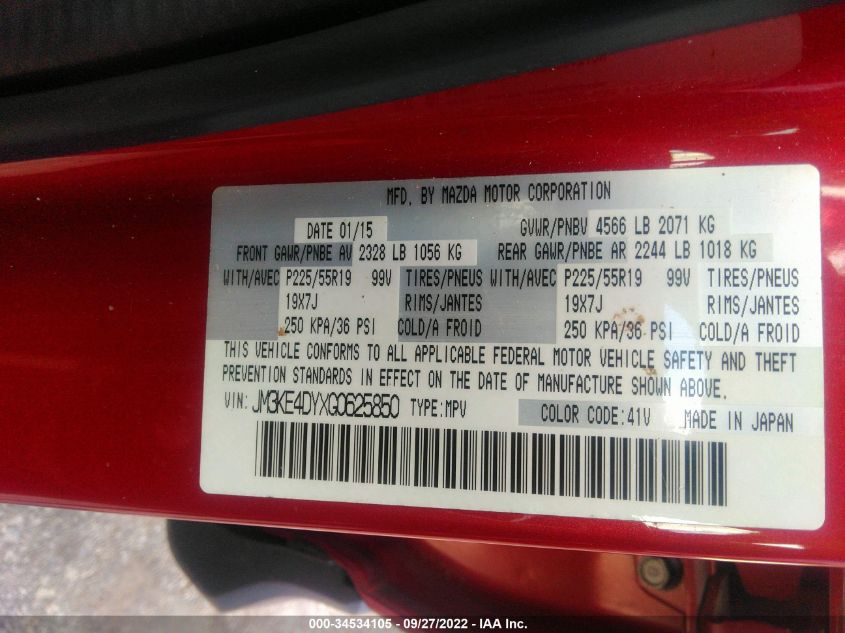 MFD. BY MAZDA MOTOR CORPORATION
DATE 01/15 GVWR/PNBV 4566 LB 2071 KG
FRONT GAWR/PNBE AV 2328 LB 1056 KG REAR GAWR/PNBE AR 2244 LB 1018 KG
WITH/AVEC P225/55R19 99V TIRES/PNEUS WITH/AVEC P225/55R19 99V TIRES/PNEUS
19X7J RIMS/JANTES 19X7J RIMS/JANTES
250 KPA/36 PSI COLD/A FROID 250 KPA/36 PSI COLD/A FROID
THIS VEHICLE CONFORMS TO ALL APPLICABLE FEDERAL MOTOR VEHICLE SAFETY AND THEFT
PREVENTION STANDARDS IN EFFECT ON THE DATE OF MANUFACTURE SHOWN ABOVE.
VIN: JM3KE4DYXG0625850 TYPE:MPV COLOR CODE:41V MADE IN JAPAN
000-34534105 - 09/27/2022 - IAA Inc.